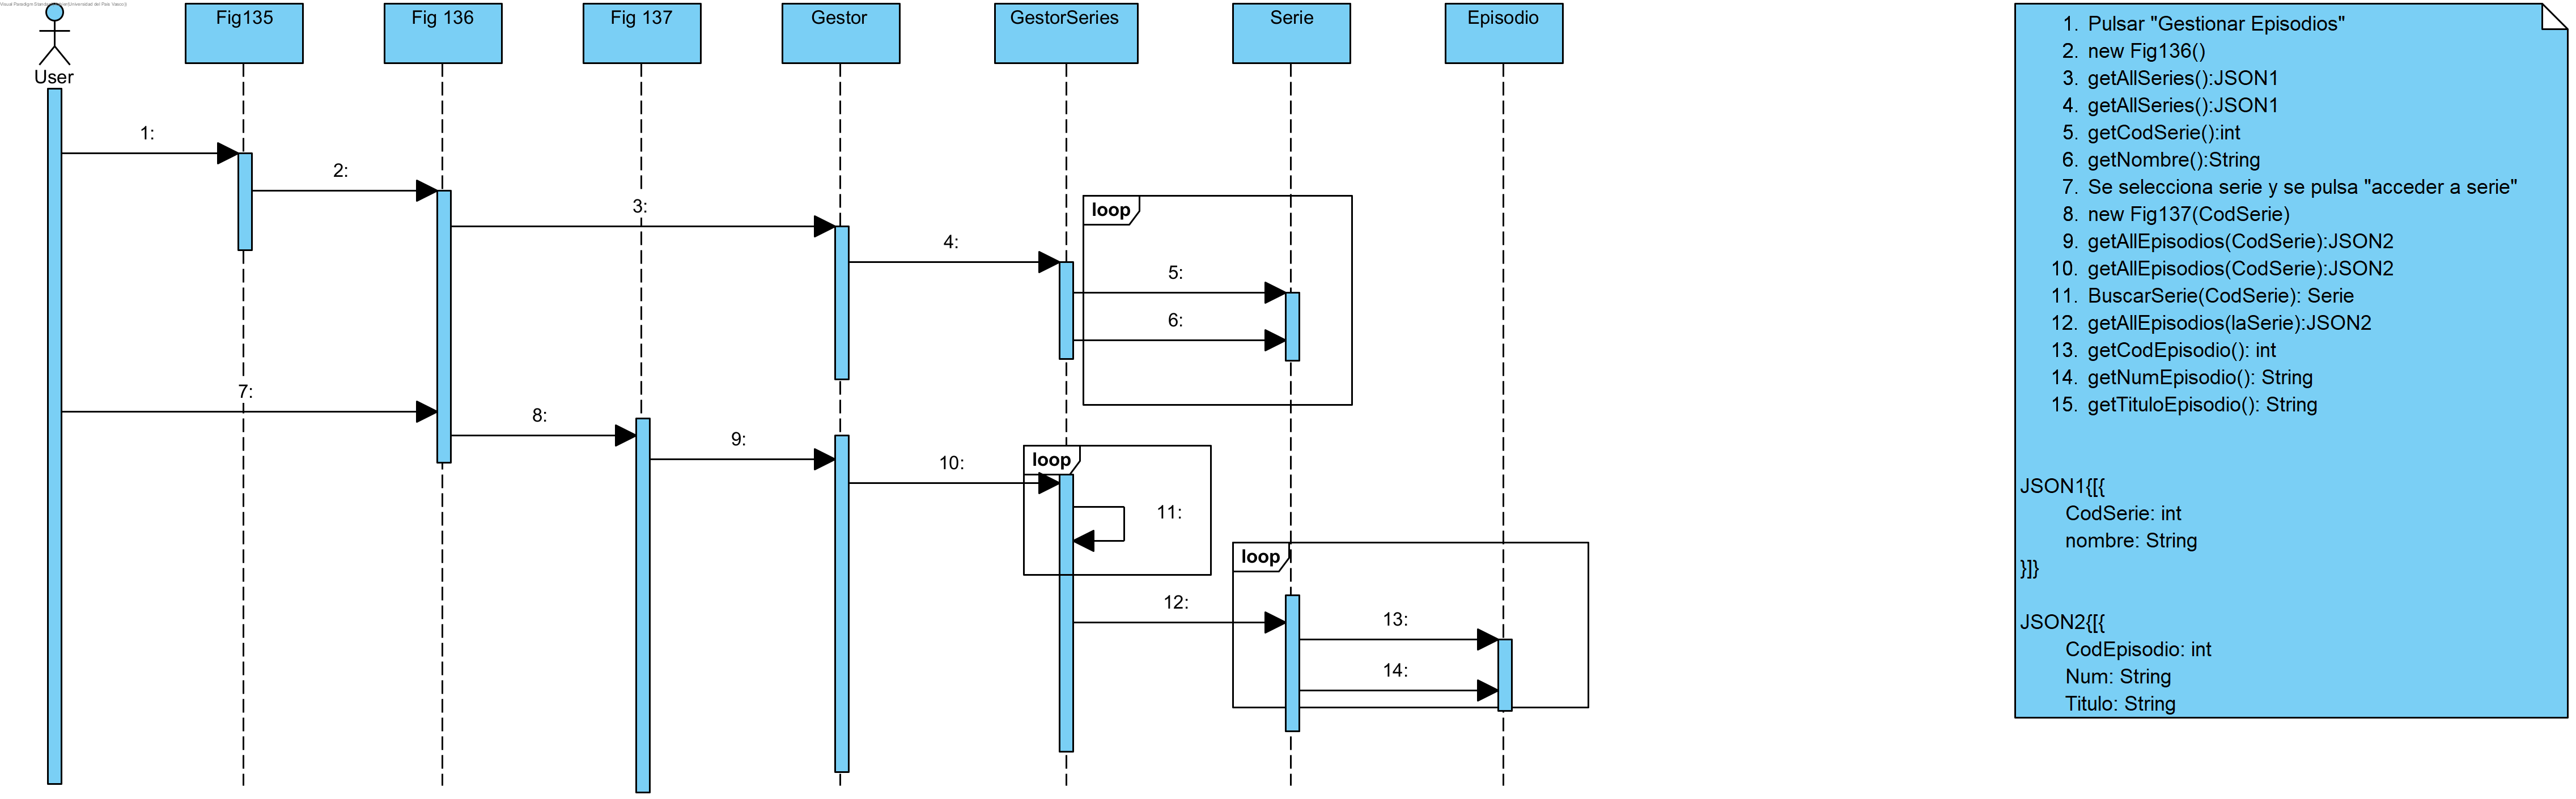 Visual Paradigm Standard(Universidad del Pais Vasco)
User
Fig135
Fig 136
Fig 137
Gestor
GestorSeries
Serie
Episodio
1:
2:
3:
4:
loop
5:
6:
7:
8:
9:
10:
loop
11:
loop
12:
13:
14:
1. Pulsar "Gestionar Episodios"
2. new Fig136()
3. getAllSeries():JSON1
4. getAllSeries():JSON1
5. getCodSerie():int
6. getNombre():String
7. Se selecciona serie y se pulsa "acceder a serie"
8. new Fig137(CodSerie)
9. getAllEpisodios(CodSerie):JSON2
10. getAllEpisodios(CodSerie):JSON2
11. BuscarSerie(CodSerie): Serie
12. getAllEpisodios(laSerie):JSON2
13. getCodEpisodio(): int
14. getNumEpisodio(): String
15. getTituloEpisodio(): String
JSON1{[{
CodSerie: int
nombre: String
}]}
JSON2{[{
CodEpisodio: int
Num: String
Titulo: String